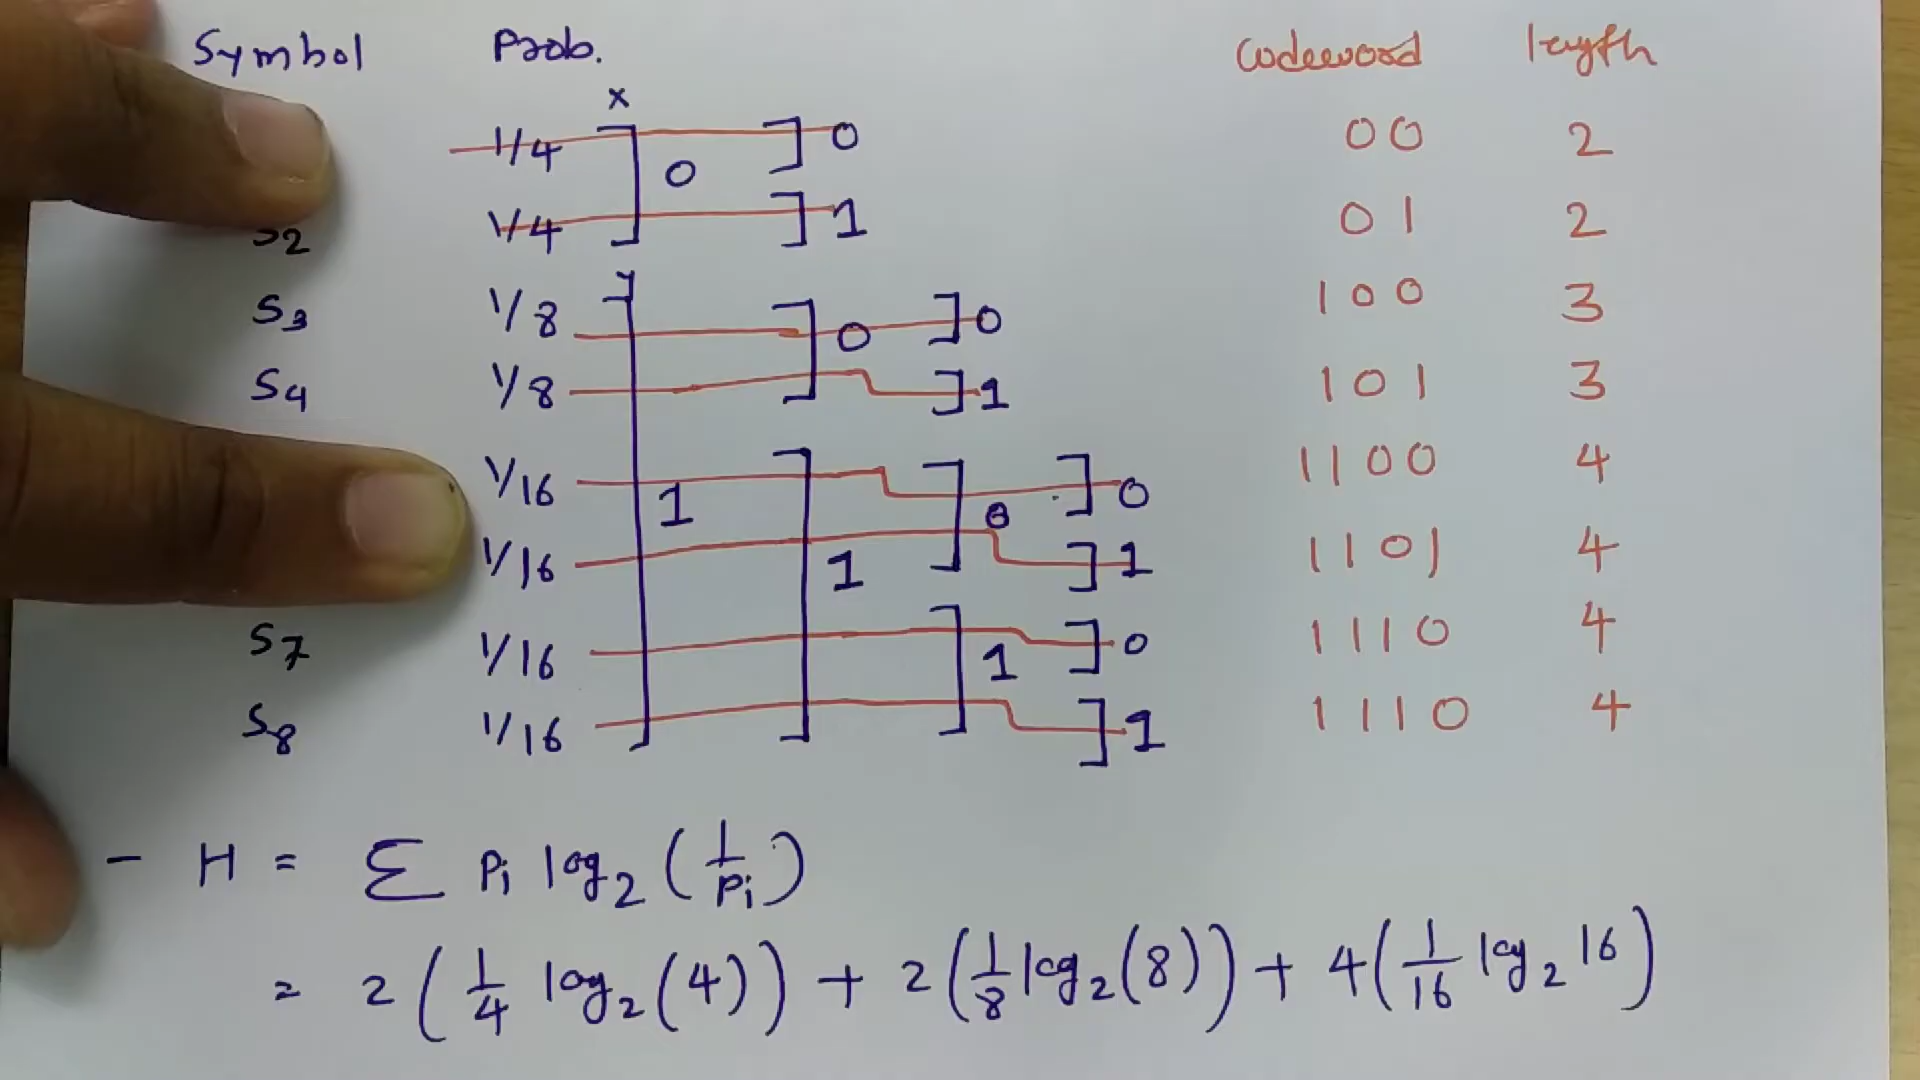 Symbol Prob. Codeword length
x
1/4 0 0 00 2
S2 1/4 1 01 2
y
S3 1/8 0 0 100 3
S4 1/8 1 101 3
1/16 1 0 0 1100 4
1/16 1 1 1101 4
S7 1/16 1 0 1110 4
S8 1/16 1 1110 4
- H = Σ Pi log2 (1/Pi)
= 2 (1/4 log2 (4)) + 2 (1/8 log2 (8)) + 4 (1/16 log2 16)